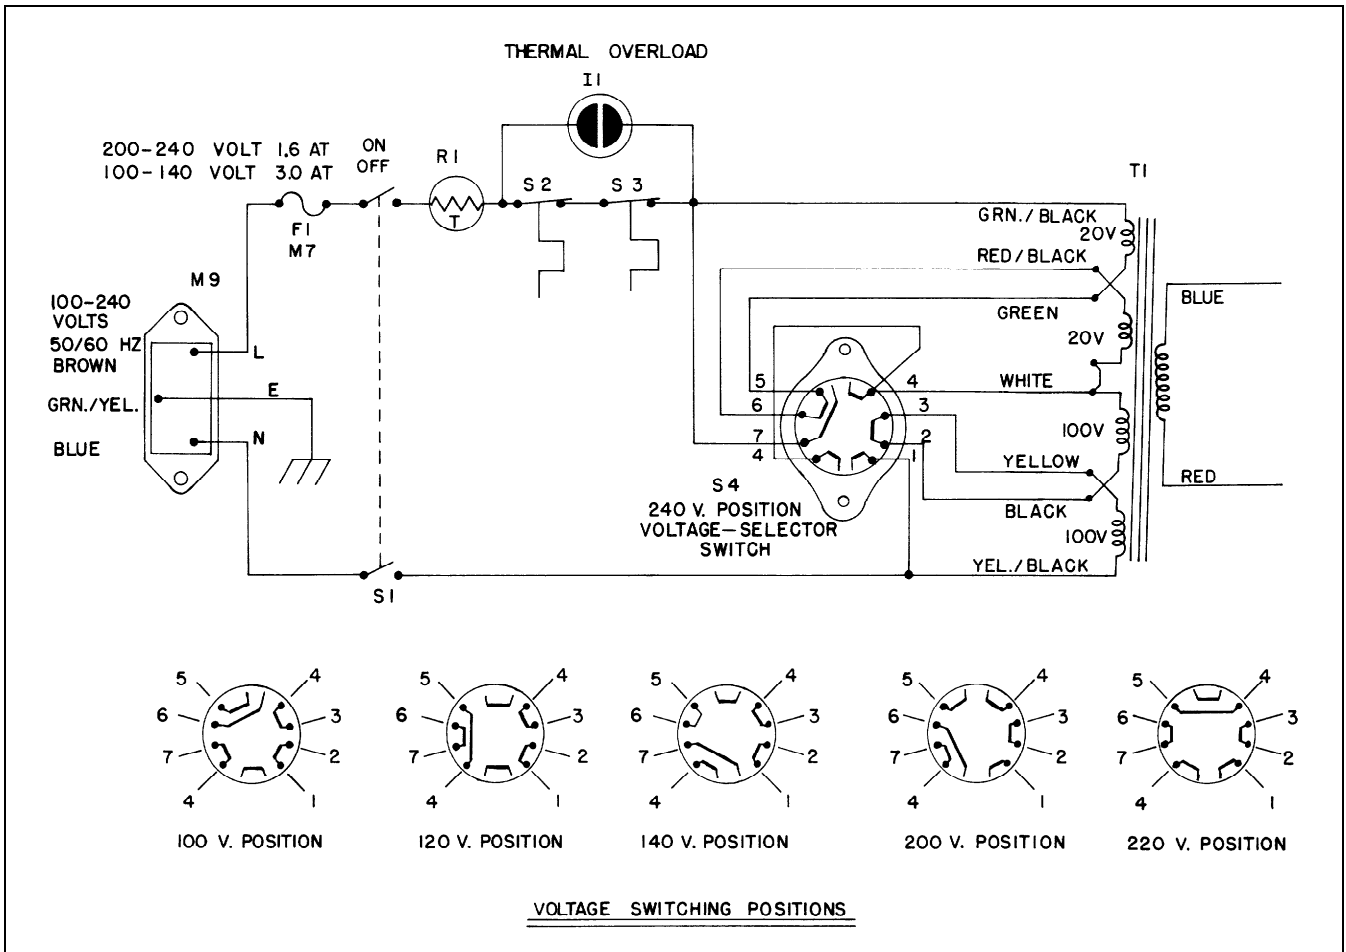 THERMAL OVERLOAD
I1
200-240 VOLT 1.6 AT
100-140 VOLT 3.0 AT
ON
OFF
R1
T
S2
S3
T1
F1
M7
M9
100-240
VOLTS
50/60 HZ
BROWN
GRN./YEL.
BLUE
L
E
N
S1
GRN./BLACK
20V
RED/BLACK
GREEN
20V
WHITE
100V
YELLOW
BLACK
100V
YEL./BLACK
BLUE
RED
5
6
7
4
4
3
2
1
S4
240 V. POSITION
VOLTAGE-SELECTOR
SWITCH
5 4
6 3
7 2
4 1
100 V. POSITION
5 4
6 3
7 2
4 1
120 V. POSITION
5 4
6 3
7 2
4 1
140 V. POSITION
5 4
6 3
7 2
4 1
200 V. POSITION
5 4
6 3
7 2
4 1
220 V. POSITION
VOLTAGE SWITCHING POSITIONS